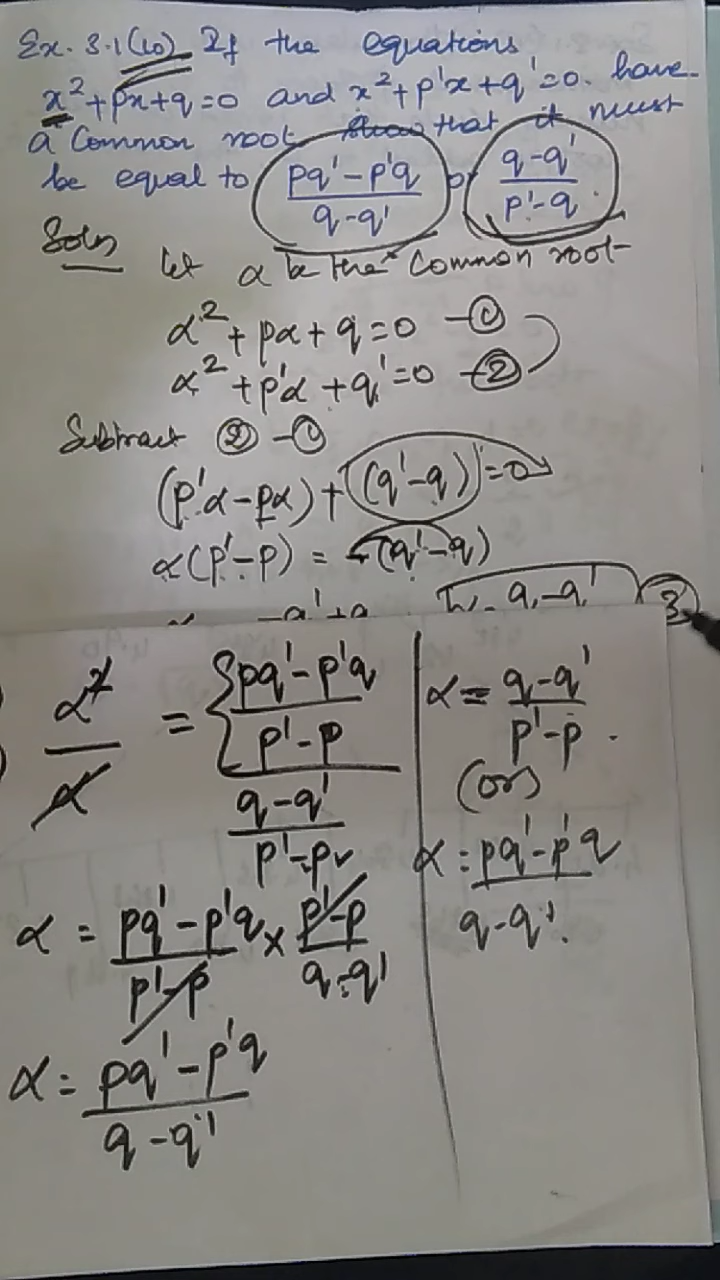 Ex. 3.1(10) If the equations
x² + px + q = 0 and x² + p'x + q' = 0. have
a common root that it must
be equal to (pq' - p'q)/(q - q') or (q - q')/(p' - q)
Soln Let α be the common root
α² + pα + q = 0 - ①
α² + p'α + q' = 0 - ②
Subtract ② - ①
(p'α - pα) + (q' - q) = 0
α(p' - p) = -(q' - q)
-q' + q q - q' ③
α²/α = {(pq' - p'q)/(p' - p)}/{(q - q')/(p' - p)}
α = (pq' - p'q)/(p' - p) × (p' - p)/(q - q')
α = (pq' - p'q)/(q - q')
α = (q - q')/(p' - p).
(or)
α = (pq' - p'q)/(q - q').